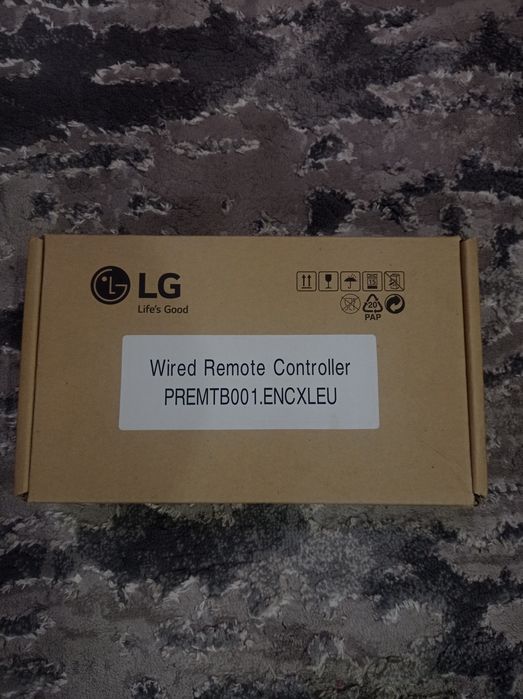 LG
Life's Good
20
PAP
Wired Remote Controller
PREMTB001.ENCXLEU